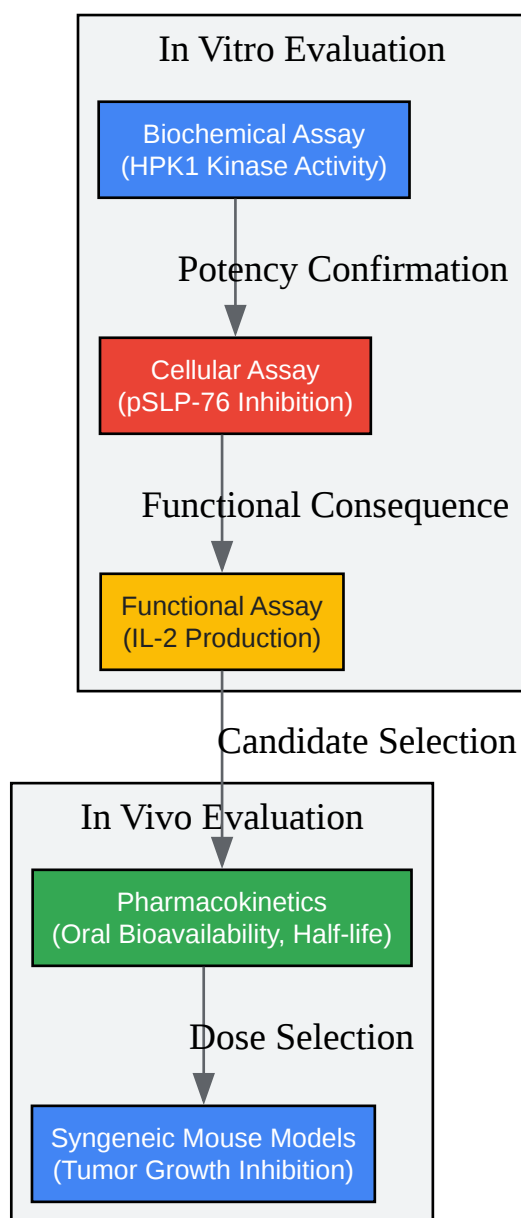 In Vitro Evaluation
Biochemical Assay
(HPK1 Kinase Activity)
Potency Confirmation
Cellular Assay
(pSLP-76 Inhibition)
Functional Consequence
Functional Assay
(IL-2 Production)
Candidate Selection
In Vivo Evaluation
Pharmacokinetics
(Oral Bioavailability, Half-life)
Dose Selection
Syngeneic Mouse Models
(Tumor Growth Inhibition)